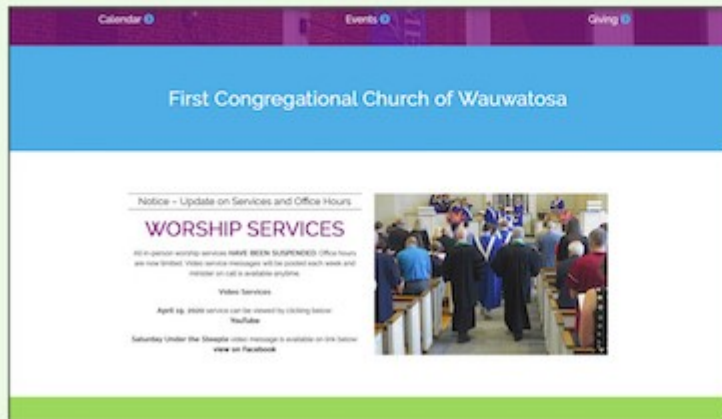 Calendar
Events
Giving
First Congregational Church of Wauwatosa
Notice – Update on Services and Office Hours
WORSHIP SERVICES
All in-person worship services HAVE BEEN SUSPENDED. Office hours
are now limited. Video service messages will be posted each week and
minister on call is available anytime.
Video Services
April 19, 2020 service can be viewed by clicking below:
YouTube
Saturday Under the Steeple video message is available on link below:
view on Facebook